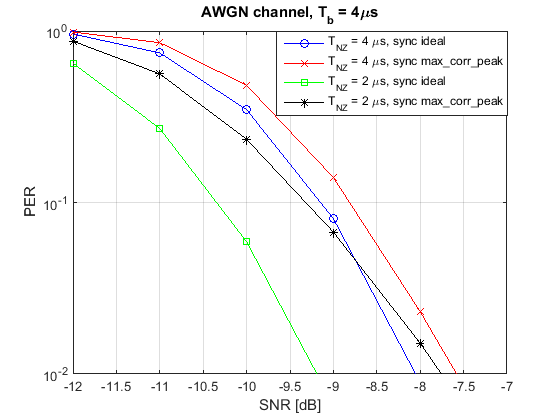 AWGN channel, T_b = 4μs
10^0
10^-1
10^-2
PER
T_NZ = 4 μs, sync ideal
T_NZ = 4 μs, sync max_corr_peak
T_NZ = 2 μs, sync ideal
T_NZ = 2 μs, sync max_corr_peak
-12 -11.5 -11 -10.5 -10 -9.5 -9 -8.5 -8 -7.5 -7
SNR [dB]